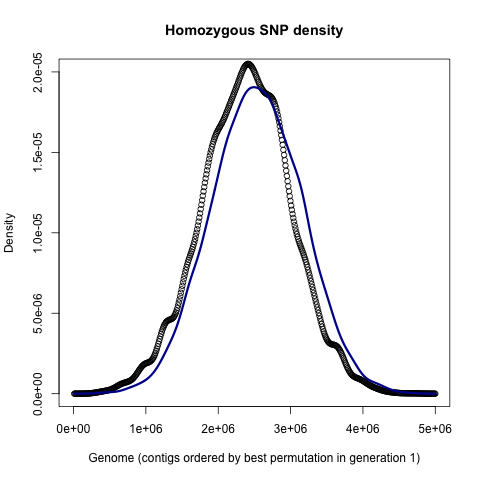 Homozygous SNP density
Density
2.0e-05
1.5e-05
1.0e-05
5.0e-06
0.0e+00
0e+00 1e+06 2e+06 3e+06 4e+06 5e+06
Genome (contigs ordered by best permutation in generation 1)